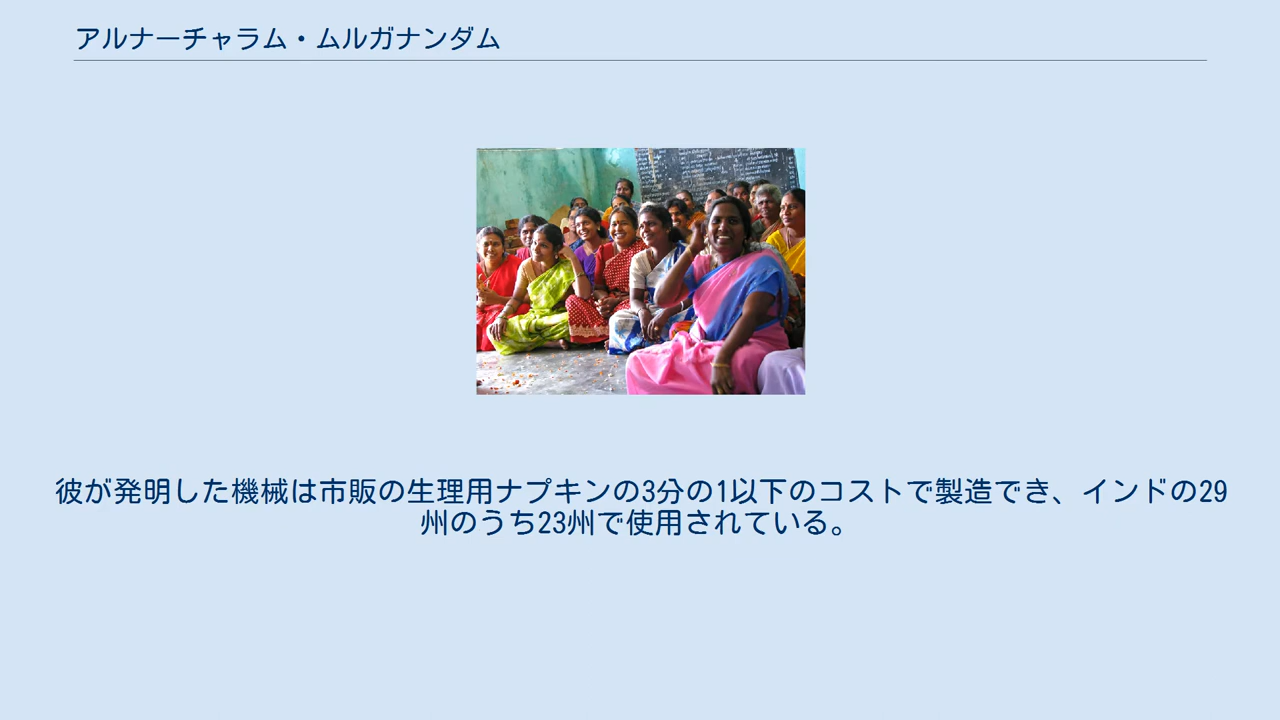 アルナーチャラム・ムルガナンダム
彼が発明した機械は市販の生理用ナプキンの3分の1以下のコストで製造でき、インドの29
州のうち23州で使用されている。